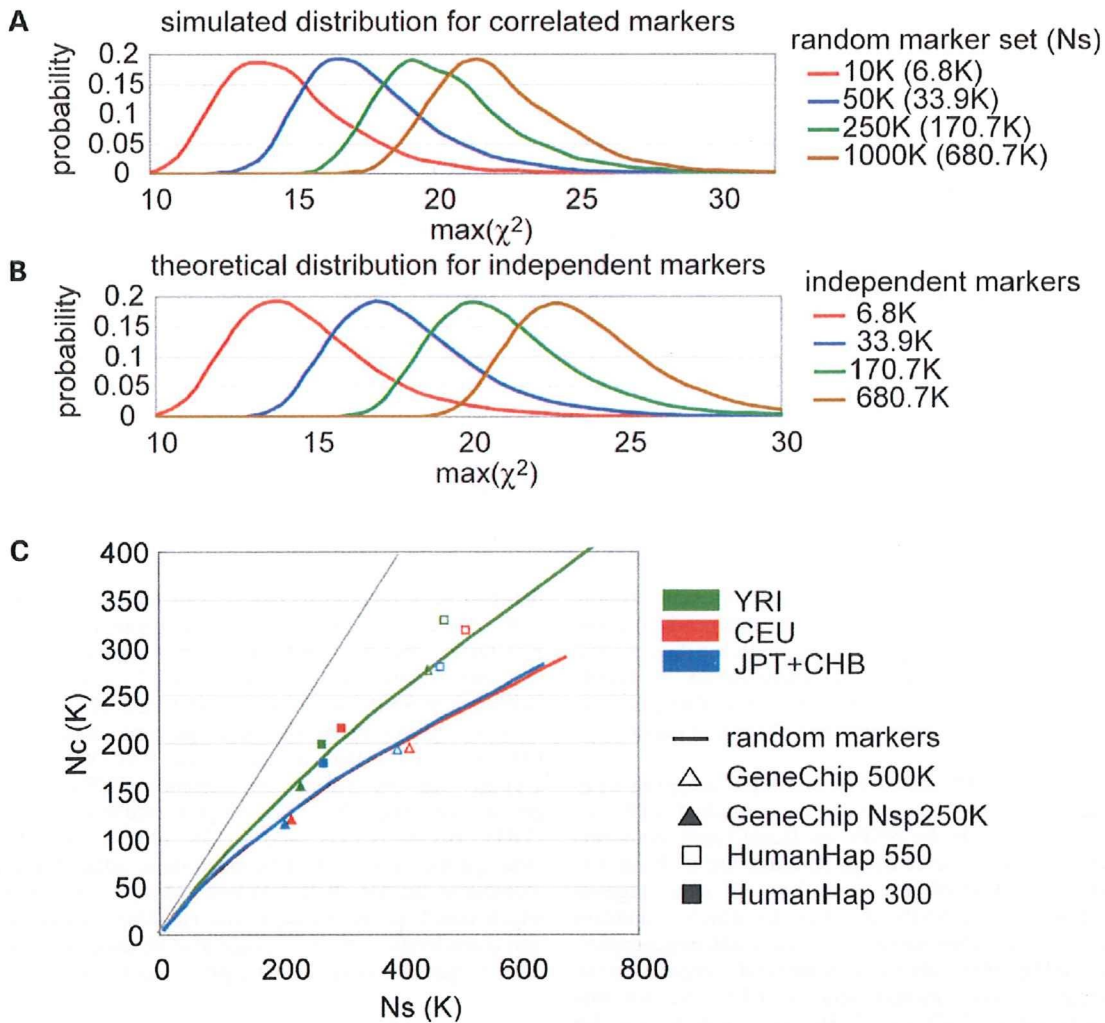 A
simulated distribution for correlated markers
probability
0.2
0.15
0.1
0.05
0
10
15
20
25
30
max(χ²)
random marker set (Ns)
10K (6.8K)
50K (33.9K)
250K (170.7K)
1000K (680.7K)
B
theoretical distribution for independent markers
probability
0.2
0.15
0.1
0.05
0
10
15
20
25
30
max(χ²)
independent markers
6.8K
33.9K
170.7K
680.7K
C
Nc (K)
400
350
300
250
200
150
100
50
0
0
200
400
600
800
Ns (K)
YRI
CEU
JPT+CHB
random markers
GeneChip 500K
GeneChip Nsp250K
HumanHap 550
HumanHap 300